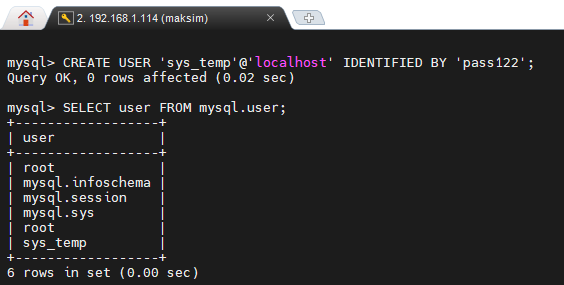 2. 192.168.1.114 (maksim)
mysql> CREATE USER 'sys_temp'@'localhost' IDENTIFIED BY 'pass122';
Query OK, 0 rows affected (0.02 sec)
mysql> SELECT user FROM mysql.user;
+------------------+
| user             |
+------------------+
| root             |
| mysql.infoschema |
| mysql.session    |
| mysql.sys        |
| root             |
| sys_temp         |
+------------------+
6 rows in set (0.00 sec)